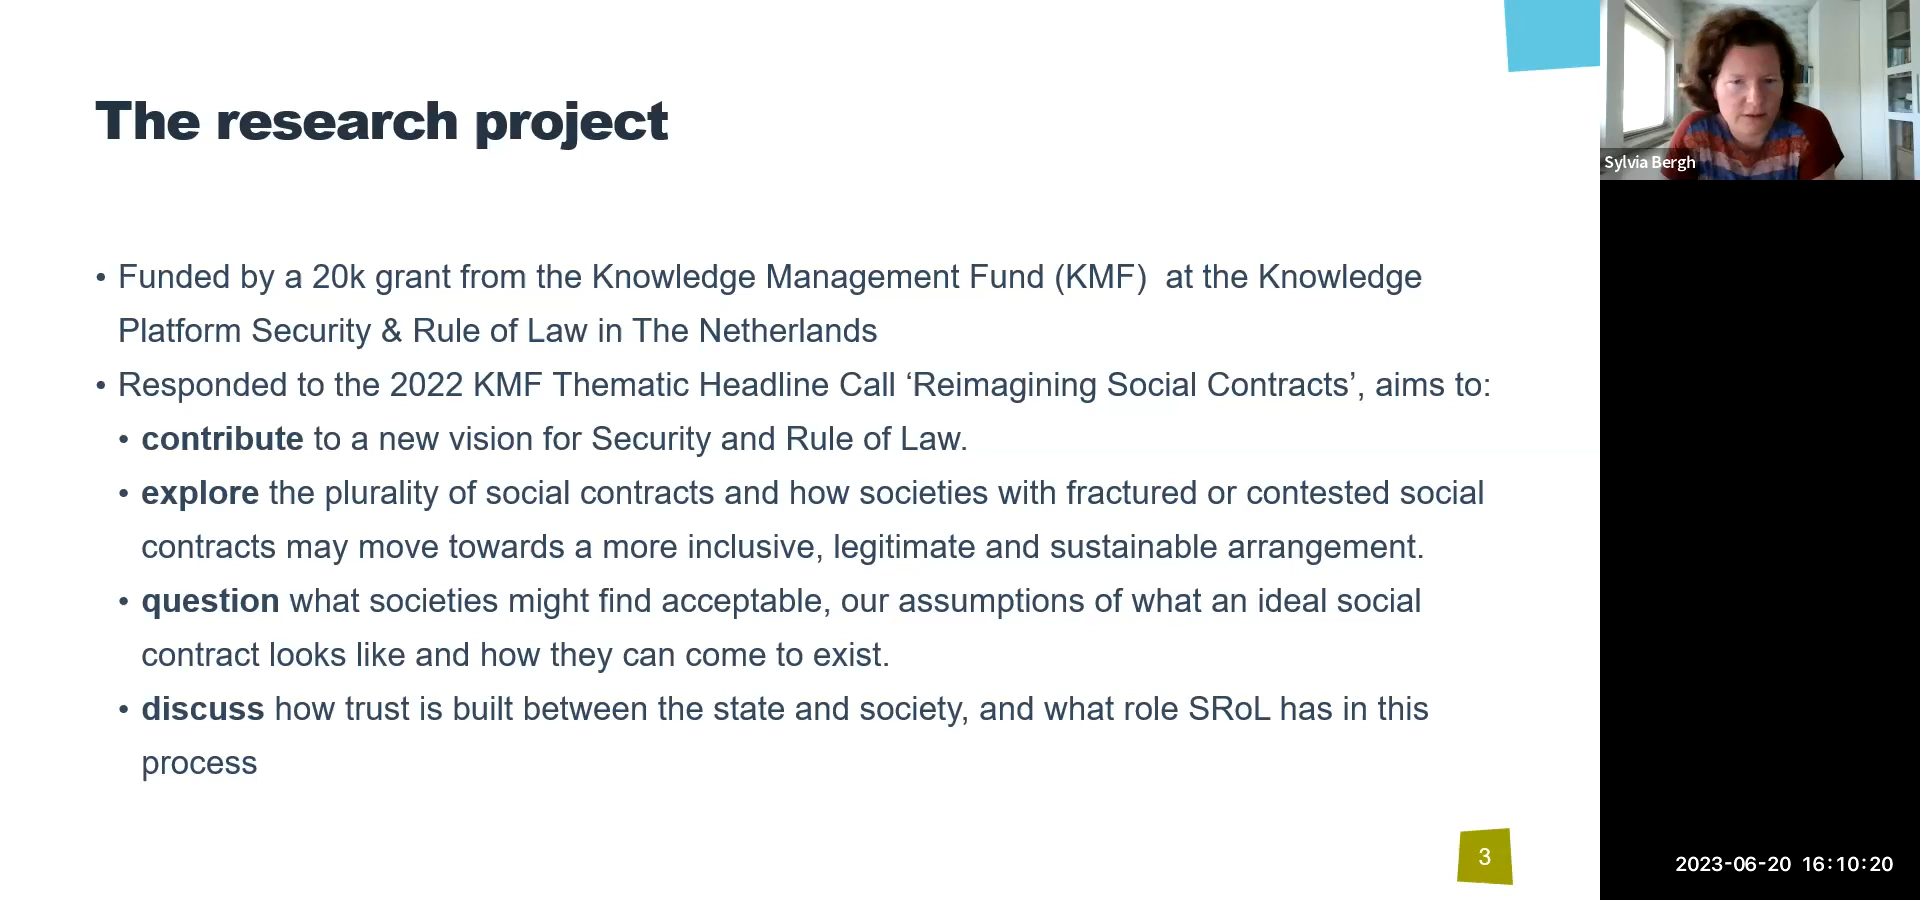 The research project
• Funded by a 20k grant from the Knowledge Management Fund (KMF)  at the Knowledge
Platform Security & Rule of Law in The Netherlands
• Responded to the 2022 KMF Thematic Headline Call ‘Reimagining Social Contracts’, aims to:
• contribute to a new vision for Security and Rule of Law.
• explore the plurality of social contracts and how societies with fractured or contested social
contracts may move towards a more inclusive, legitimate and sustainable arrangement.
• question what societies might find acceptable, our assumptions of what an ideal social
contract looks like and how they can come to exist.
• discuss how trust is built between the state and society, and what role SRoL has in this
process
3
Sylvia Bergh
2023-06-20 16:10:20